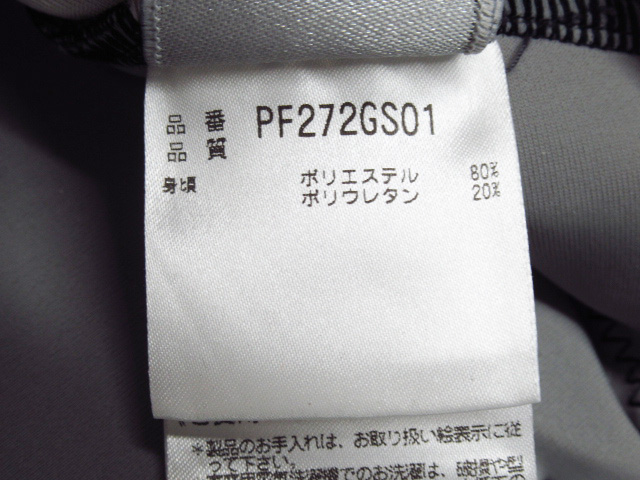 品番 PF272GS01
品質
身頃 ポリエステル 80%
ポリウレタン 20%
※製品のお手入れは、お取り扱い絵表示に従
って下さい。